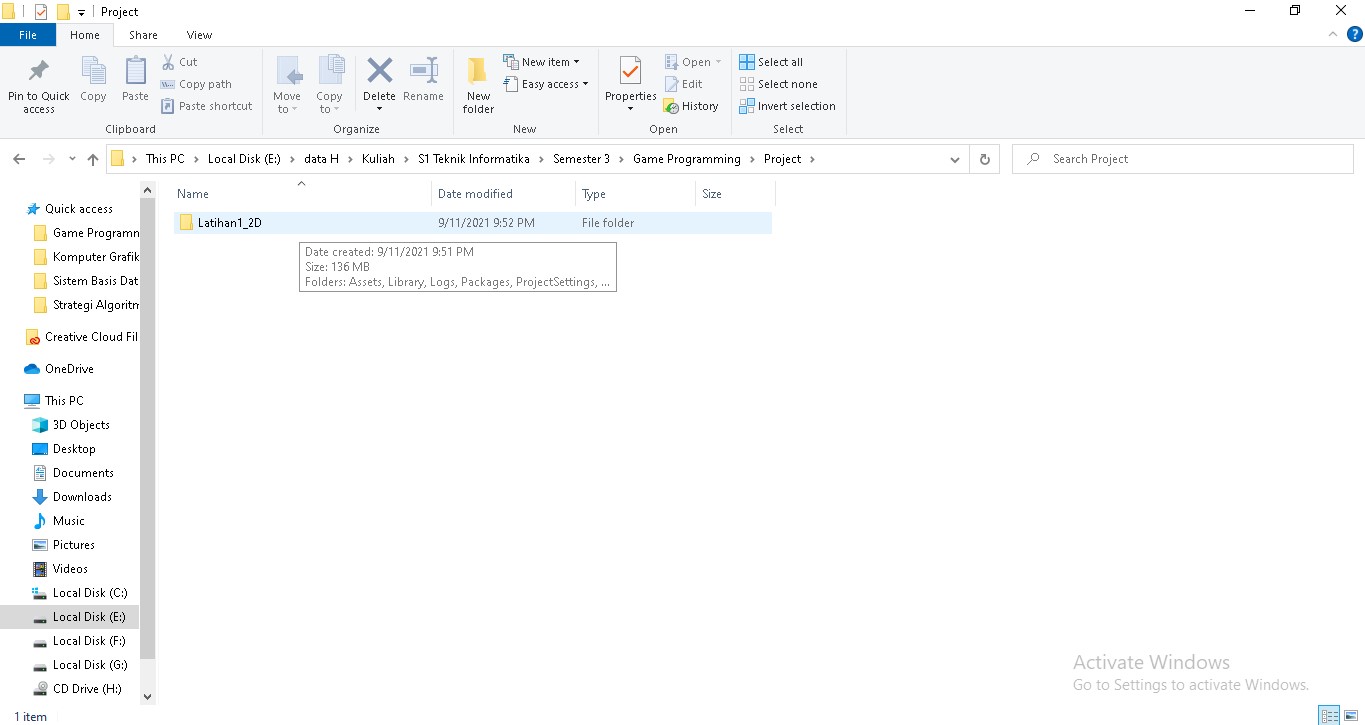 Project
File Home Share View
Pin to Quick access
Copy
Paste
Cut
Copy path
Paste shortcut
Clipboard
Move to
Copy to
Delete
Rename
Organize
New folder
New item
Easy access
New
Properties
Open
Edit
History
Open
Select all
Select none
Invert selection
Select
This PC > Local Disk (E:) > data H > Kuliah > S1 Teknik Informatika > Semester 3 > Game Programming > Project >
Search Project
Name Date modified Type Size
Latihan1_2D 9/11/2021 9:52 PM File folder
Date created: 9/11/2021 9:51 PM
Size: 136 MB
Folders: Assets, Library, Logs, Packages, ProjectSettings, ...
Quick access
Game Programn
Komputer Grafik
Sistem Basis Dat
Strategi Algoritn
Creative Cloud Fil
OneDrive
This PC
3D Objects
Desktop
Documents
Downloads
Music
Pictures
Videos
Local Disk (C:)
Local Disk (E:)
Local Disk (F:)
Local Disk (G:)
CD Drive (H:)
Activate Windows
Go to Settings to activate Windows.
1 item